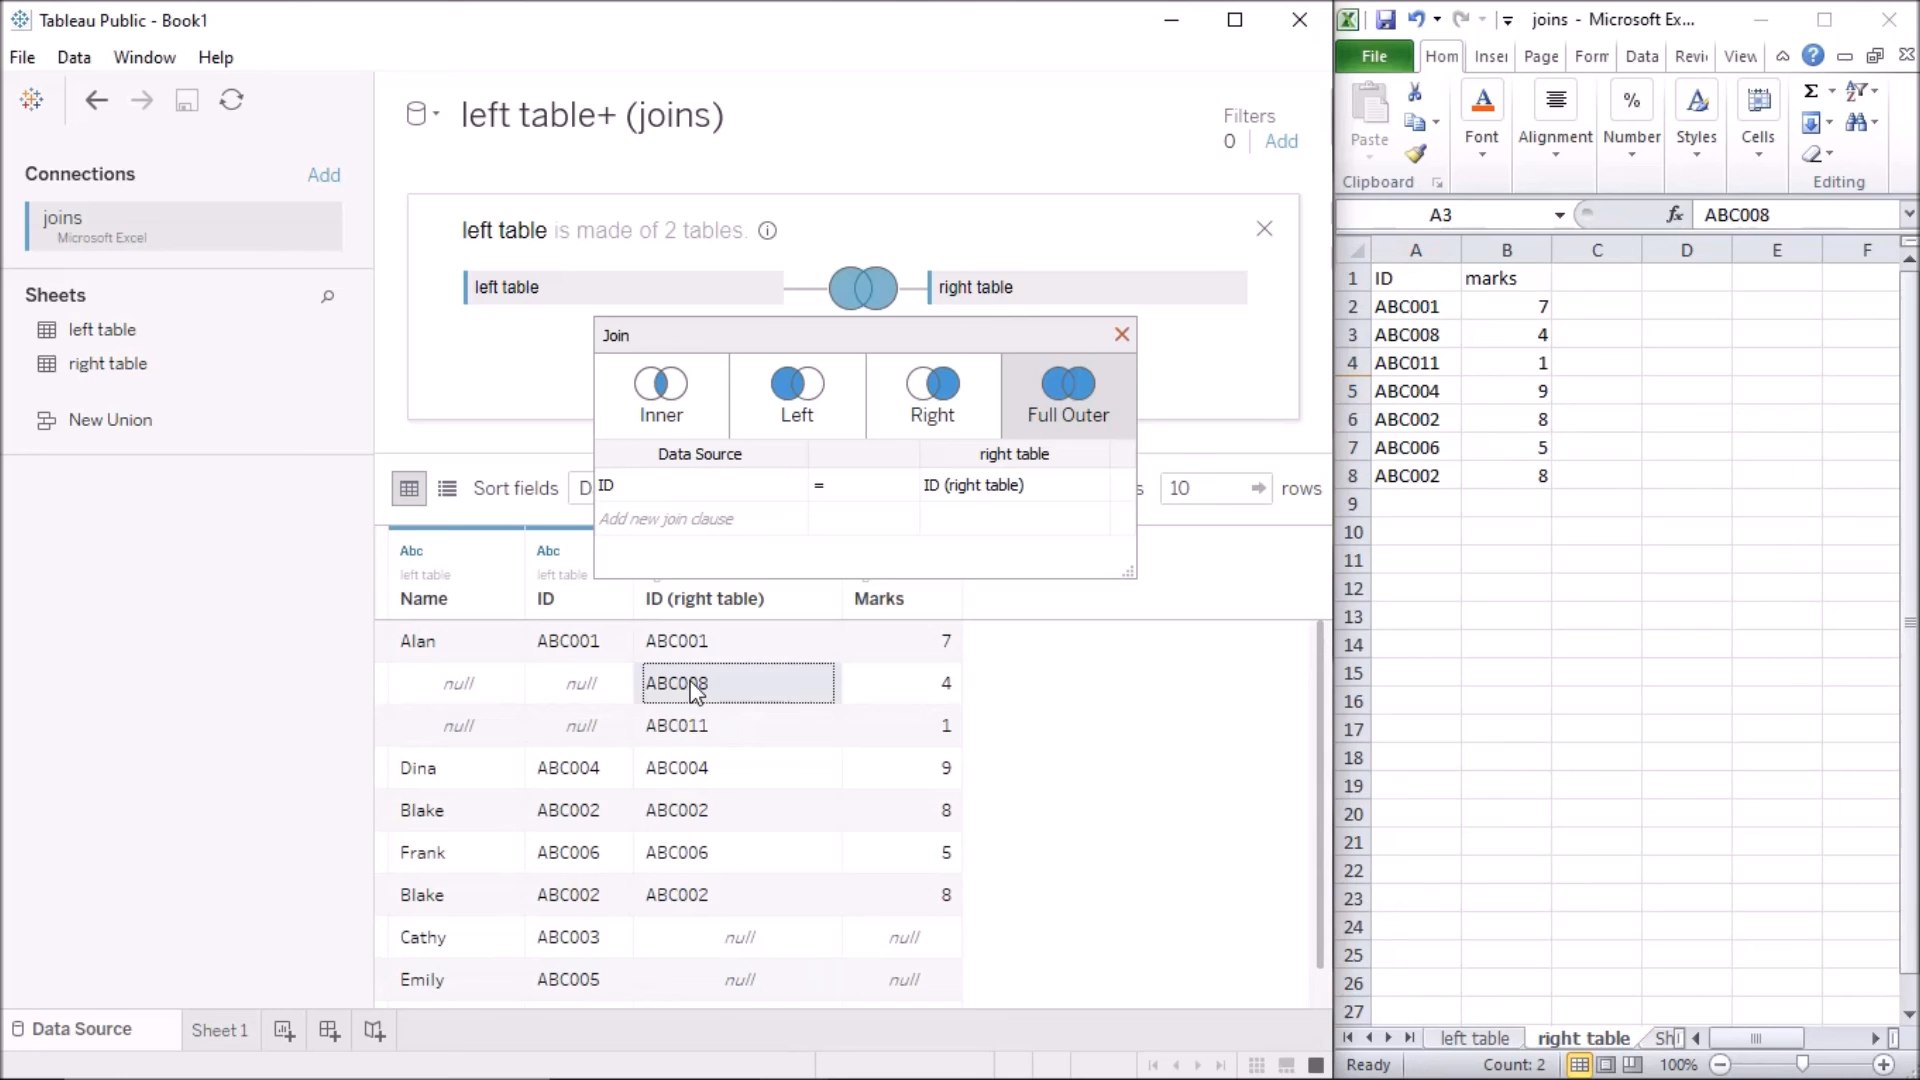 Tableau Public - Book1
File Data Window Help
Connections Add
joins
Microsoft Excel
Sheets
left table
right table
New Union
left table+ (joins)
Filters
0 Add
left table is made of 2 tables.
left table
right table
Join
Inner Left Right Full Outer
Data Source right table
ID = ID (right table)
Add new join clause
Sort fields D
s 10 rows
Abc Abc
left table left table
Name ID ID (right table) Marks
Alan ABC001 ABC001 7
null null ABC008 4
null null ABC011 1
Dina ABC004 ABC004 9
Blake ABC002 ABC002 8
Frank ABC006 ABC006 5
Blake ABC002 ABC002 8
Cathy ABC003 null null
Emily ABC005 null null
Data Source Sheet 1
joins - Microsoft Ex...
File Hom Inser Page Form Data Revi View
Paste Font Alignment Number Styles Cells
%
Clipboard Editing
A3 fx ABC008
A B C D E F
1 ID marks
2 ABC001 7
3 ABC008 4
4 ABC011 1
5 ABC004 9
6 ABC002 8
7 ABC006 5
8 ABC002 8
9
10
11
12
13
14
15
16
17
18
19
20
21
22
23
24
25
26
27
left table right table Sh
Ready Count: 2 100%